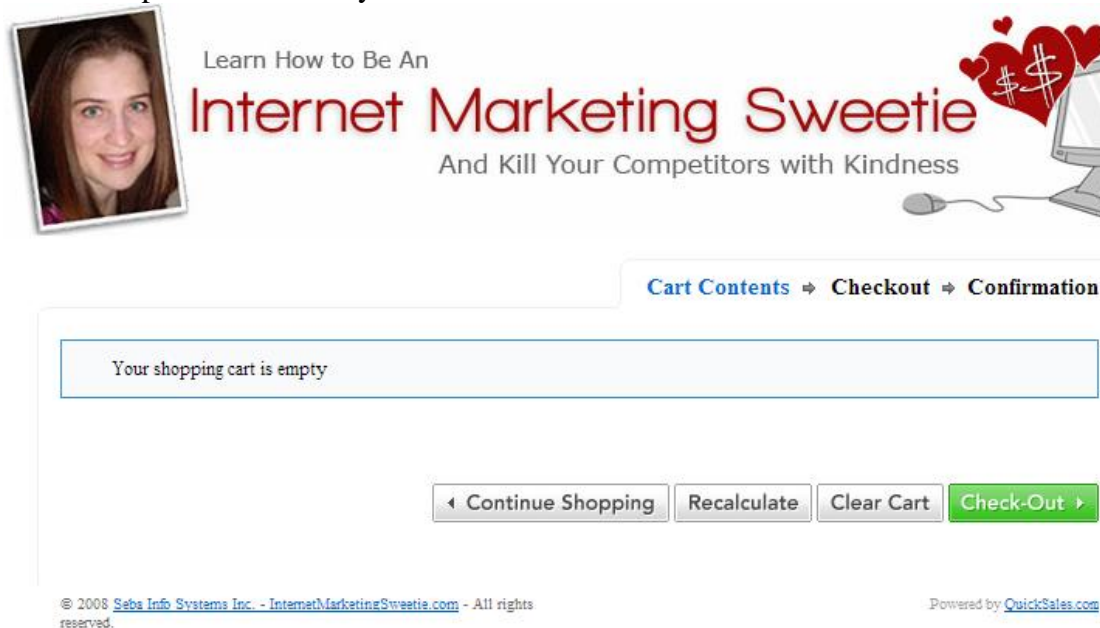 Learn How to Be An
Internet Marketing Sweetie
$$
And Kill Your Competitors with Kindness
Cart Contents ⇒ Checkout ⇒ Confirmation
Your shopping cart is empty
Continue Shopping Recalculate Clear Cart Check-Out
© 2008 Seba Info Systems Inc. - InternetMarketingSweetie.com - All rights
reserved.
Powered by QuickSales.com